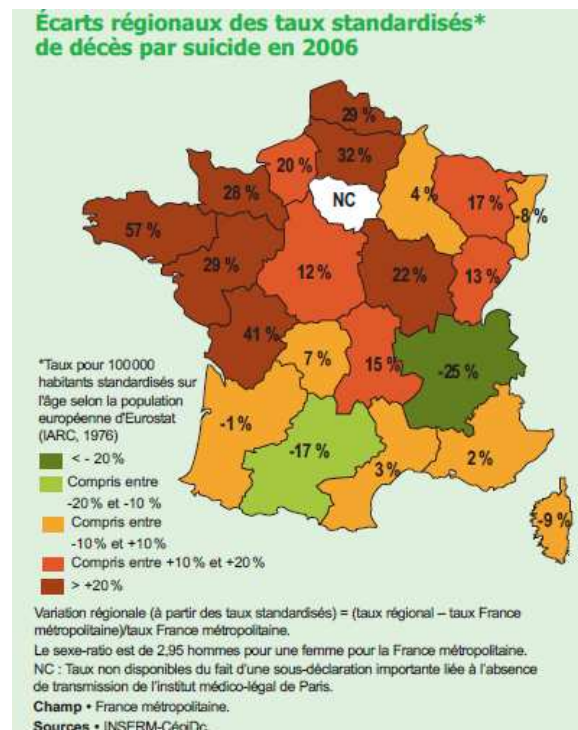 Écarts régionaux des taux standardisés*
de décès par suicide en 2006
29 %
32 %
20 %
NC
4 %
17 %
-8 %
28 %
57 %
29 %
12 %
22 %
13 %
41 %
7 %
15 %
-25 %
-1 %
-17 %
3 %
2 %
-9 %
*Taux pour 100000
habitants standardisés sur
l'âge selon la population
européenne d'Eurostat
(IARC, 1976)
< - 20 %
Compris entre
-20 % et -10 %
Compris entre
-10 % et +10 %
Compris entre +10 % et +20 %
> +20 %
Variation régionale (à partir des taux standardisés) = (taux régional – taux France
métropolitaine)/taux France métropolitaine.
Le sexe-ratio est de 2,95 hommes pour une femme pour la France métropolitaine.
NC : Taux non disponibles du fait d'une sous-déclaration importante liée à l'absence
de transmission de l'institut médico-légal de Paris.
Champ • France métropolitaine.
Sources • INSERM-CépiDc.